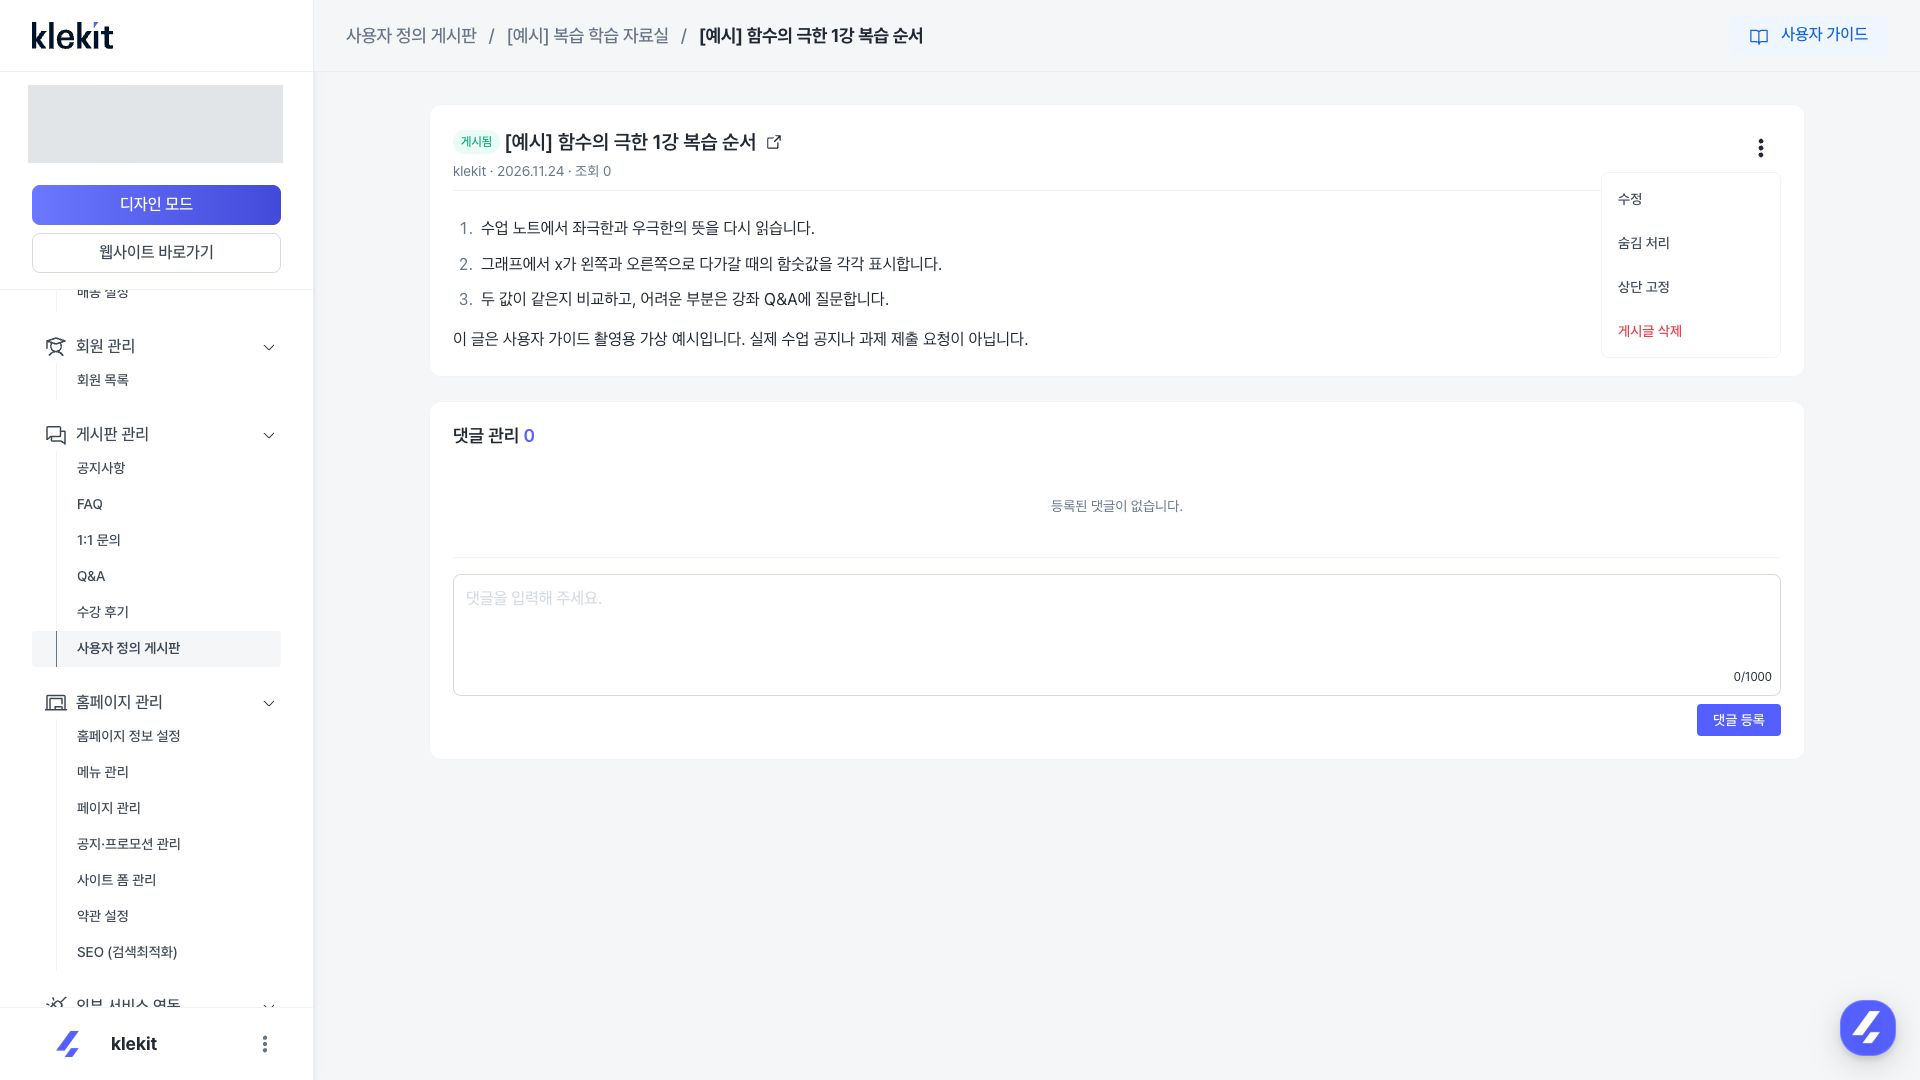 klekit
사용자 정의 게시판 / [예시] 복습 학습 자료실 / [예시] 함수의 극한 1강 복습 순서
사용자 가이드
디자인 모드
웹사이트 바로가기
배송 설정
회원 관리
회원 목록
게시판 관리
공지사항
FAQ
1:1 문의
Q&A
수강 후기
사용자 정의 게시판
홈페이지 관리
홈페이지 정보 설정
메뉴 관리
페이지 관리
공지·프로모션 관리
사이트 폼 관리
약관 설정
SEO (검색최적화)
외부 서비스 연동
klekit
게시됨 [예시] 함수의 극한 1강 복습 순서
klekit · 2026.11.24 · 조회 0
1. 수업 노트에서 좌극한과 우극한의 뜻을 다시 읽습니다.
2. 그래프에서 x가 왼쪽과 오른쪽으로 다가갈 때의 함숫값을 각각 표시합니다.
3. 두 값이 같은지 비교하고, 어려운 부분은 강좌 Q&A에 질문합니다.
이 글은 사용자 가이드 촬영용 가상 예시입니다. 실제 수업 공지나 과제 제출 요청이 아닙니다.
수정
숨김 처리
상단 고정
게시글 삭제
댓글 관리 0
등록된 댓글이 없습니다.
댓글을 입력해 주세요.
0/1000
댓글 등록